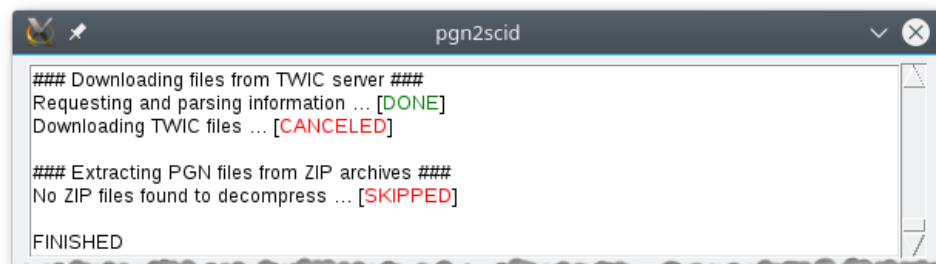 pgn2scid
### Downloading files from TWIC server ###
Requesting and parsing information ... [DONE]
Downloading TWIC files ... [CANCELED]
### Extracting PGN files from ZIP archives ###
No ZIP files found to decompress ... [SKIPPED]
FINISHED